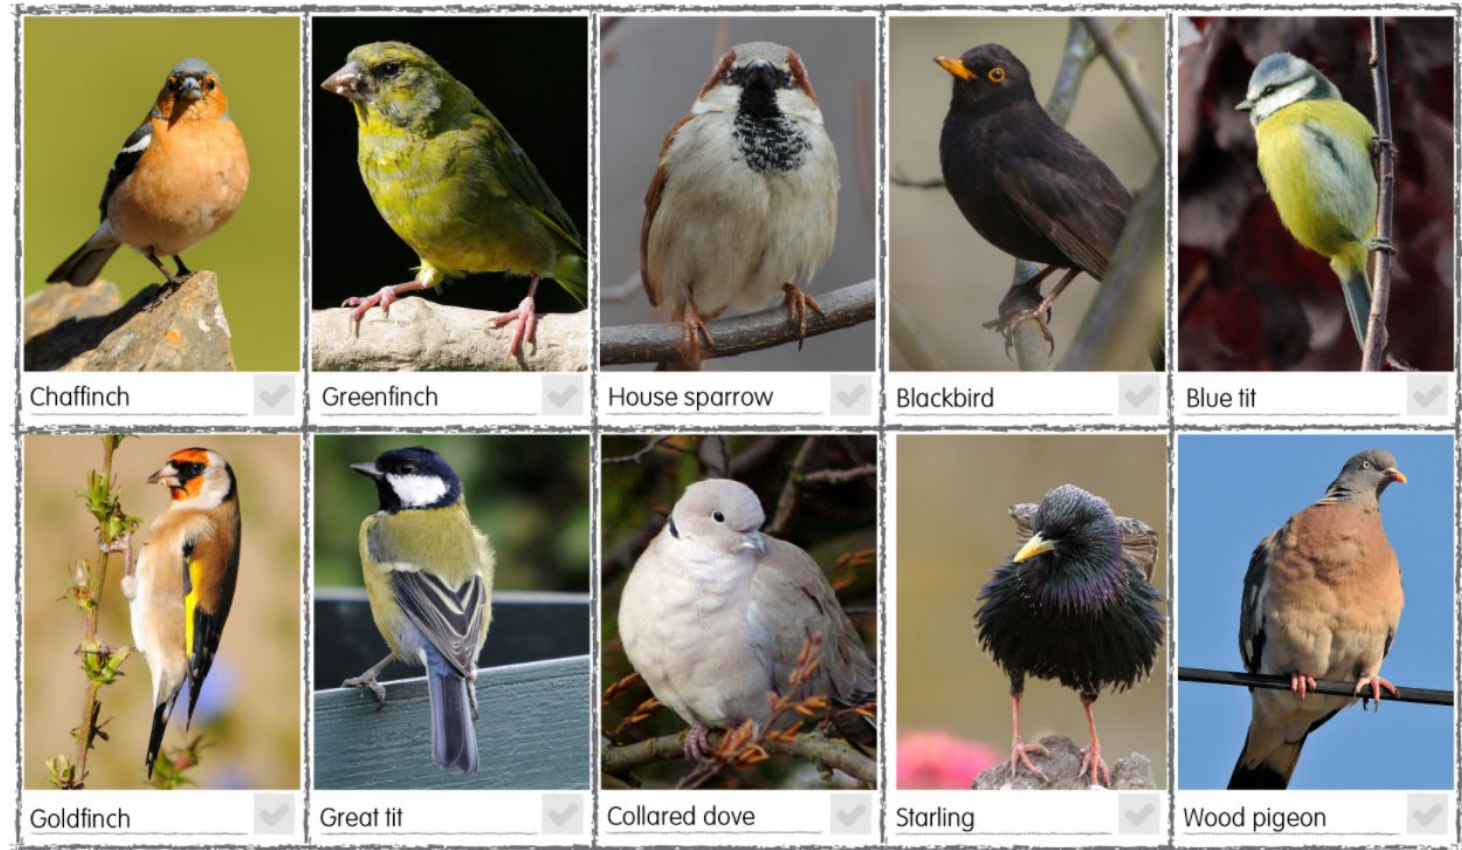 Chaffinch
Greenfinch
House sparrow
Blackbird
Blue tit
Goldfinch
Great tit
Collared dove
Starling
Wood pigeon